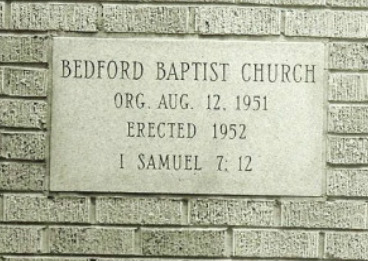 BEDFORD BAPTIST CHURCH
ORG. AUG. 12, 1951
ERECTED 1952
I SAMUEL 7:12